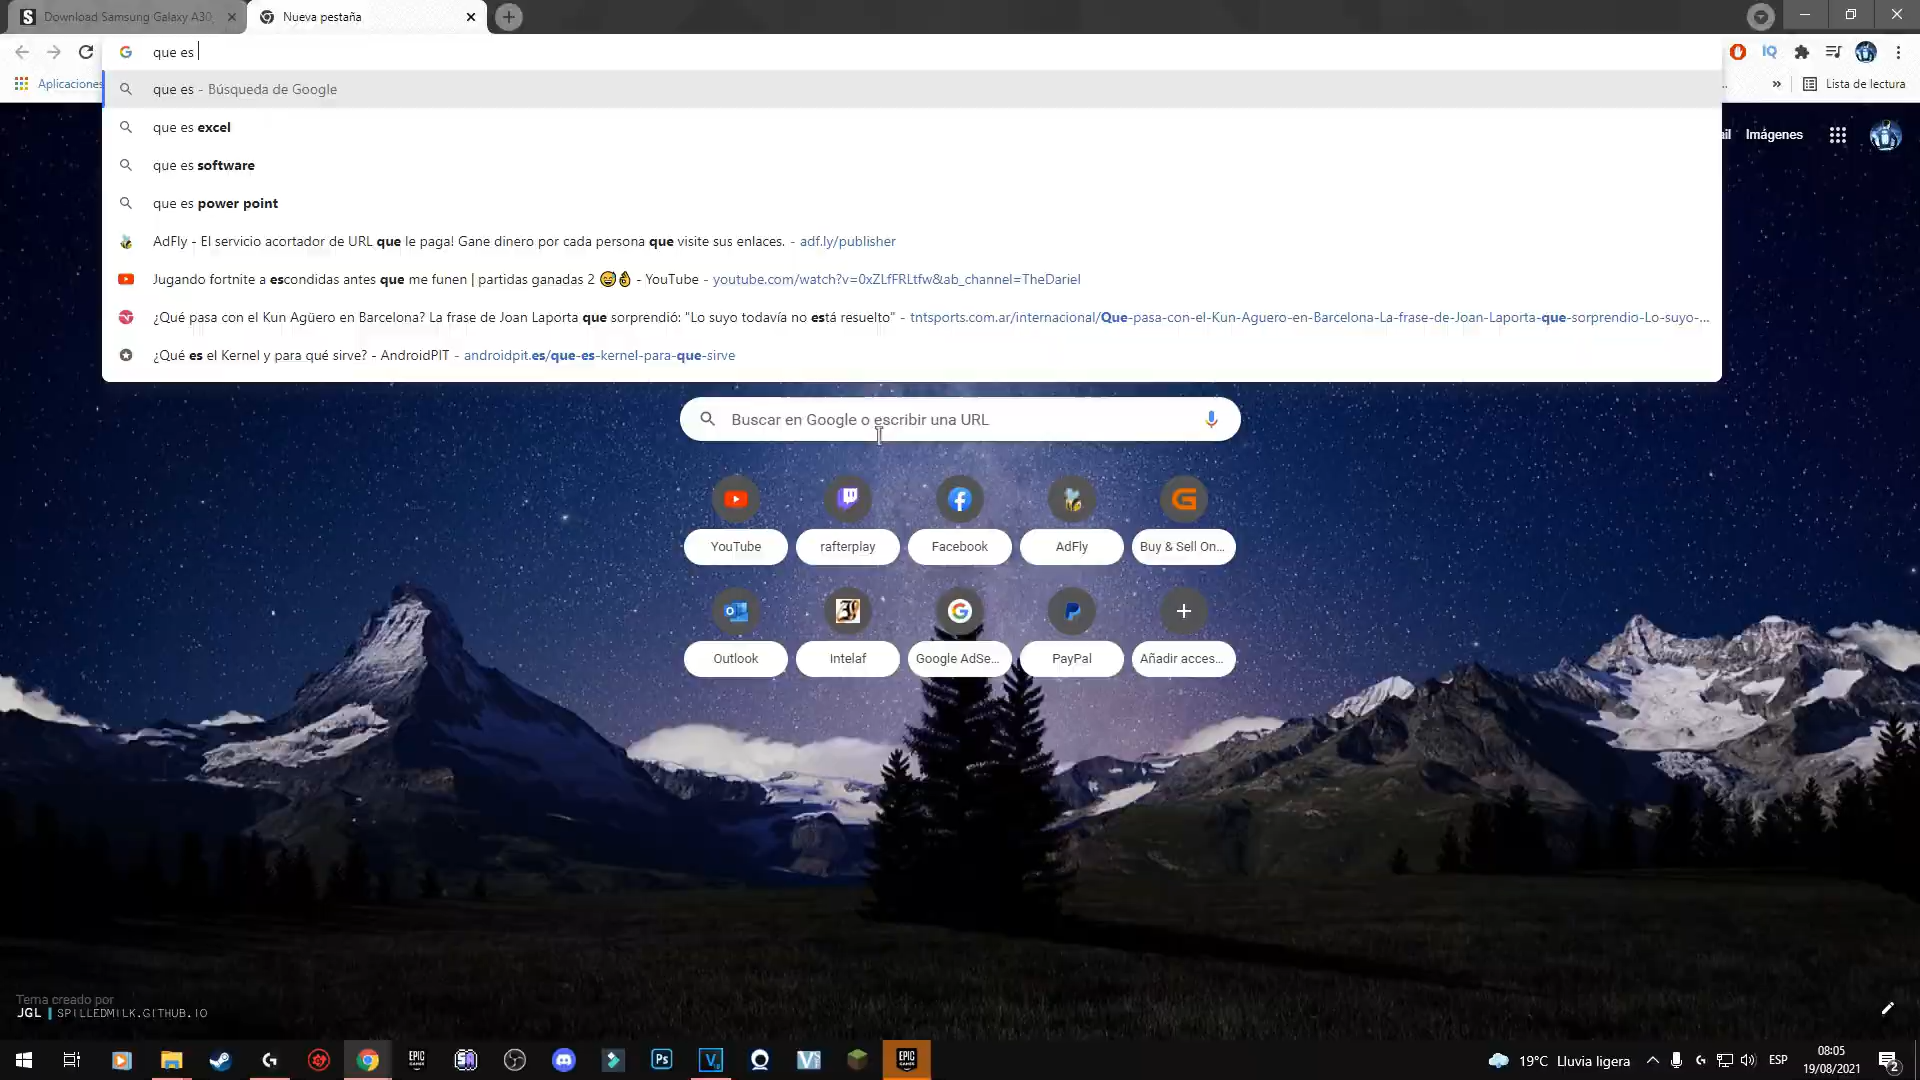 Download Samsung Galaxy A30
Nueva pestaña
que es
Aplicaciones
Lista de lectura
que es - Búsqueda de Google
que es excel
que es software
que es power point
AdFly - El servicio acortador de URL que le paga! Gane dinero por cada persona que visite sus enlaces. - adf.ly/publisher
Jugando fortnite a escondidas antes que me funen | partidas ganadas 2 😅👌 - YouTube - youtube.com/watch?v=0xZLfFRLtfw&ab_channel=TheDariel
¿Qué pasa con el Kun Agüero en Barcelona? La frase de Joan Laporta que sorprendió: "Lo suyo todavía no está resuelto" - tntsports.com.ar/internacional/Que-pasa-con-el-Kun-Aguero-en-Barcelona-La-frase-de-Joan-Laporta-que-sorprendio-Lo-suyo-...
¿Qué es el Kernel y para qué sirve? - AndroidPIT - androidpit.es/que-es-kernel-para-que-sirve
Imágenes
Buscar en Google o escribir una URL
YouTube
rafterplay
Facebook
AdFly
Buy & Sell On...
Outlook
Intelaf
Google AdSe...
PayPal
Añadir acces...
Tema creado por
JGL | SPILLEDMILK.GITHUB.IO
19°C Lluvia ligera
ESP
08:05
19/08/2021
2